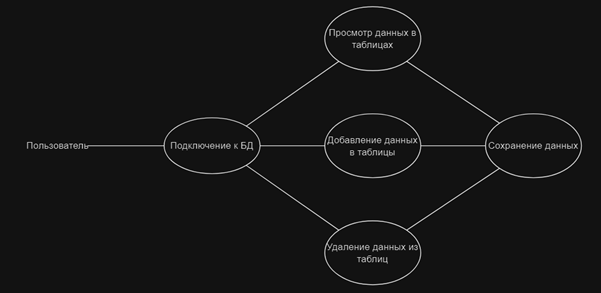 Просмотр данных в
таблицах
Пользователь
Подключение к БД
Добавление данных
в таблицы
Сохранение данных
Удаление данных из
таблиц